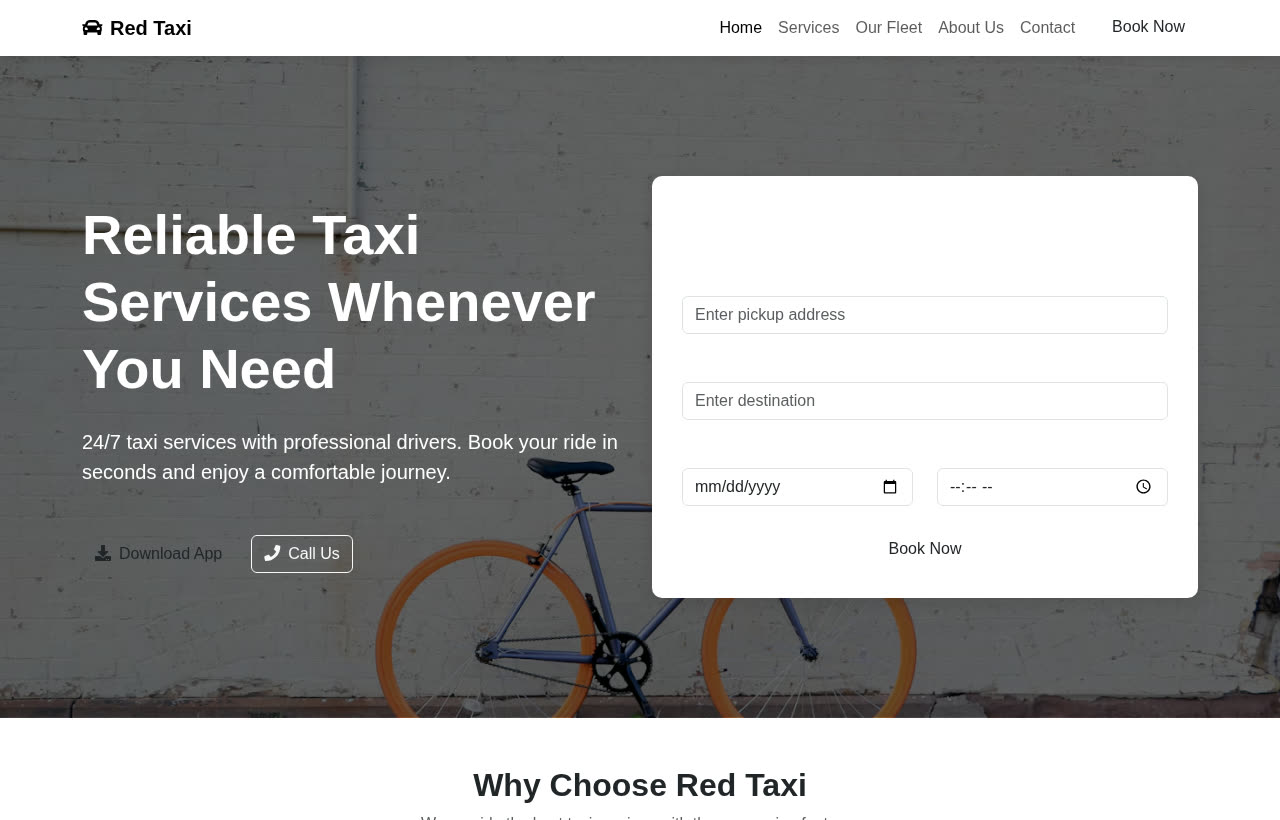 Red Taxi
Home Services Our Fleet About Us Contact Book Now
Reliable Taxi
Services Whenever
You Need
24/7 taxi services with professional drivers. Book your ride in
seconds and enjoy a comfortable journey.
Download App
Call Us
Enter pickup address
Enter destination
mm/dd/yyyy
--:-- --
Book Now
Why Choose Red Taxi